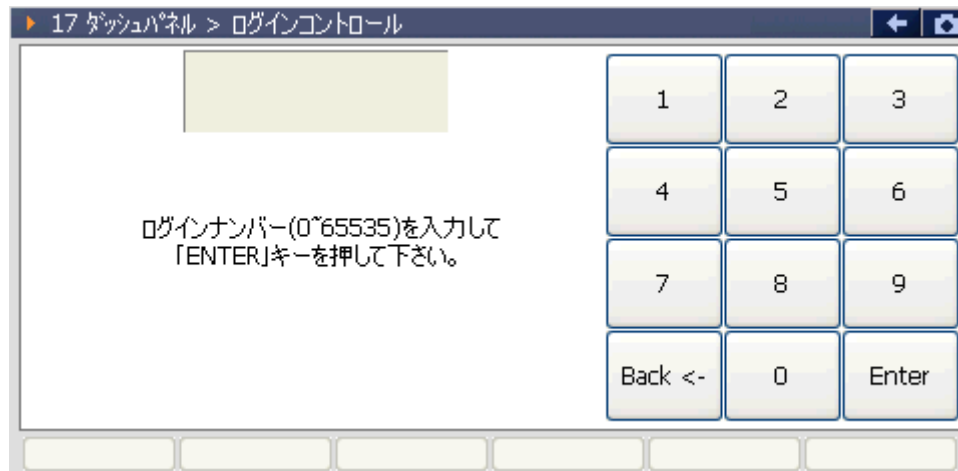 17 ダッシュパネル > ログインコントロール
1 2 3
4 5 6
ログインナンバー(0~65535)を入力して
「ENTER」キーを押して下さい。
7 8 9
Back <- 0 Enter